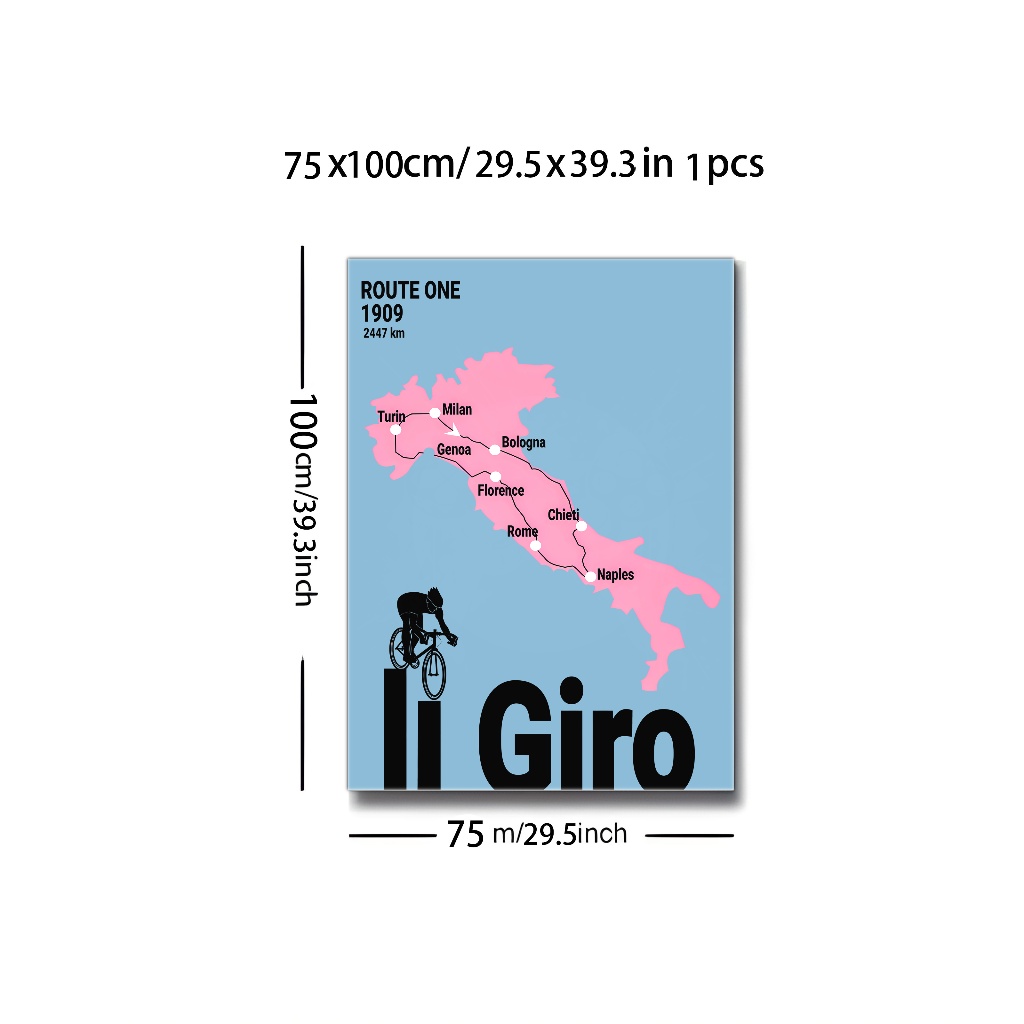 75x100cm/29.5x39.3in 1pcs
ROUTE ONE
1909
2447 km
Turin
Milan
Bologna
Genoa
Florence
Chieti
Rome
Naples
100cm/39.3inch
li Giro
75 m/29.5inch